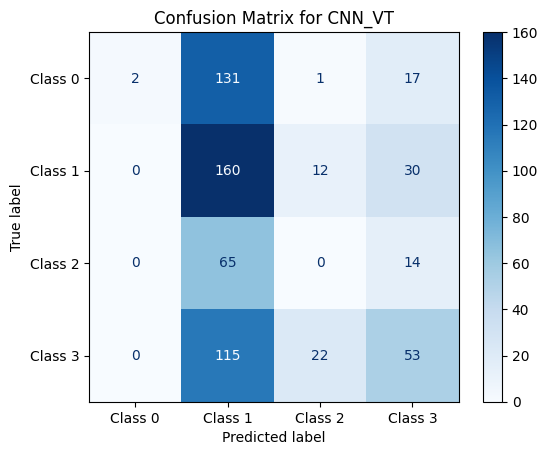 Confusion Matrix for CNN_VT
True label
Class 0 2 131 1 17
Class 1 0 160 12 30
Class 2 0 65 0 14
Class 3 0 115 22 53
Class 0 Class 1 Class 2 Class 3
Predicted label
160
140
120
100
80
60
40
20
0